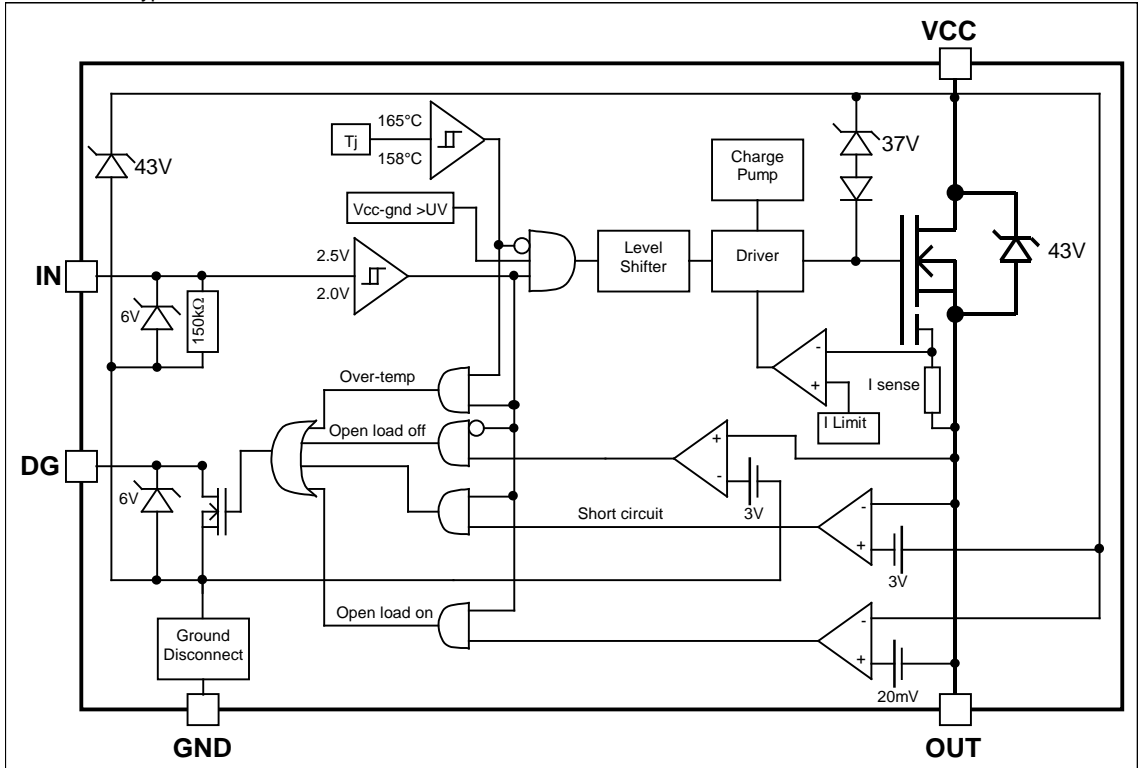 VCC
165°C
Tj
158°C
43V
37V
Charge
Pump
Vcc-gnd >UV
Level
Shifter
Driver
43V
2.5V
IN
2.0V
6V
150kΩ
Over-temp
-
+
I sense
I Limit
Open load off
DG
+
-
6V
3V
Short circuit
-
+
3V
Open load on
-
+
Ground
Disconnect
20mV
GND
OUT